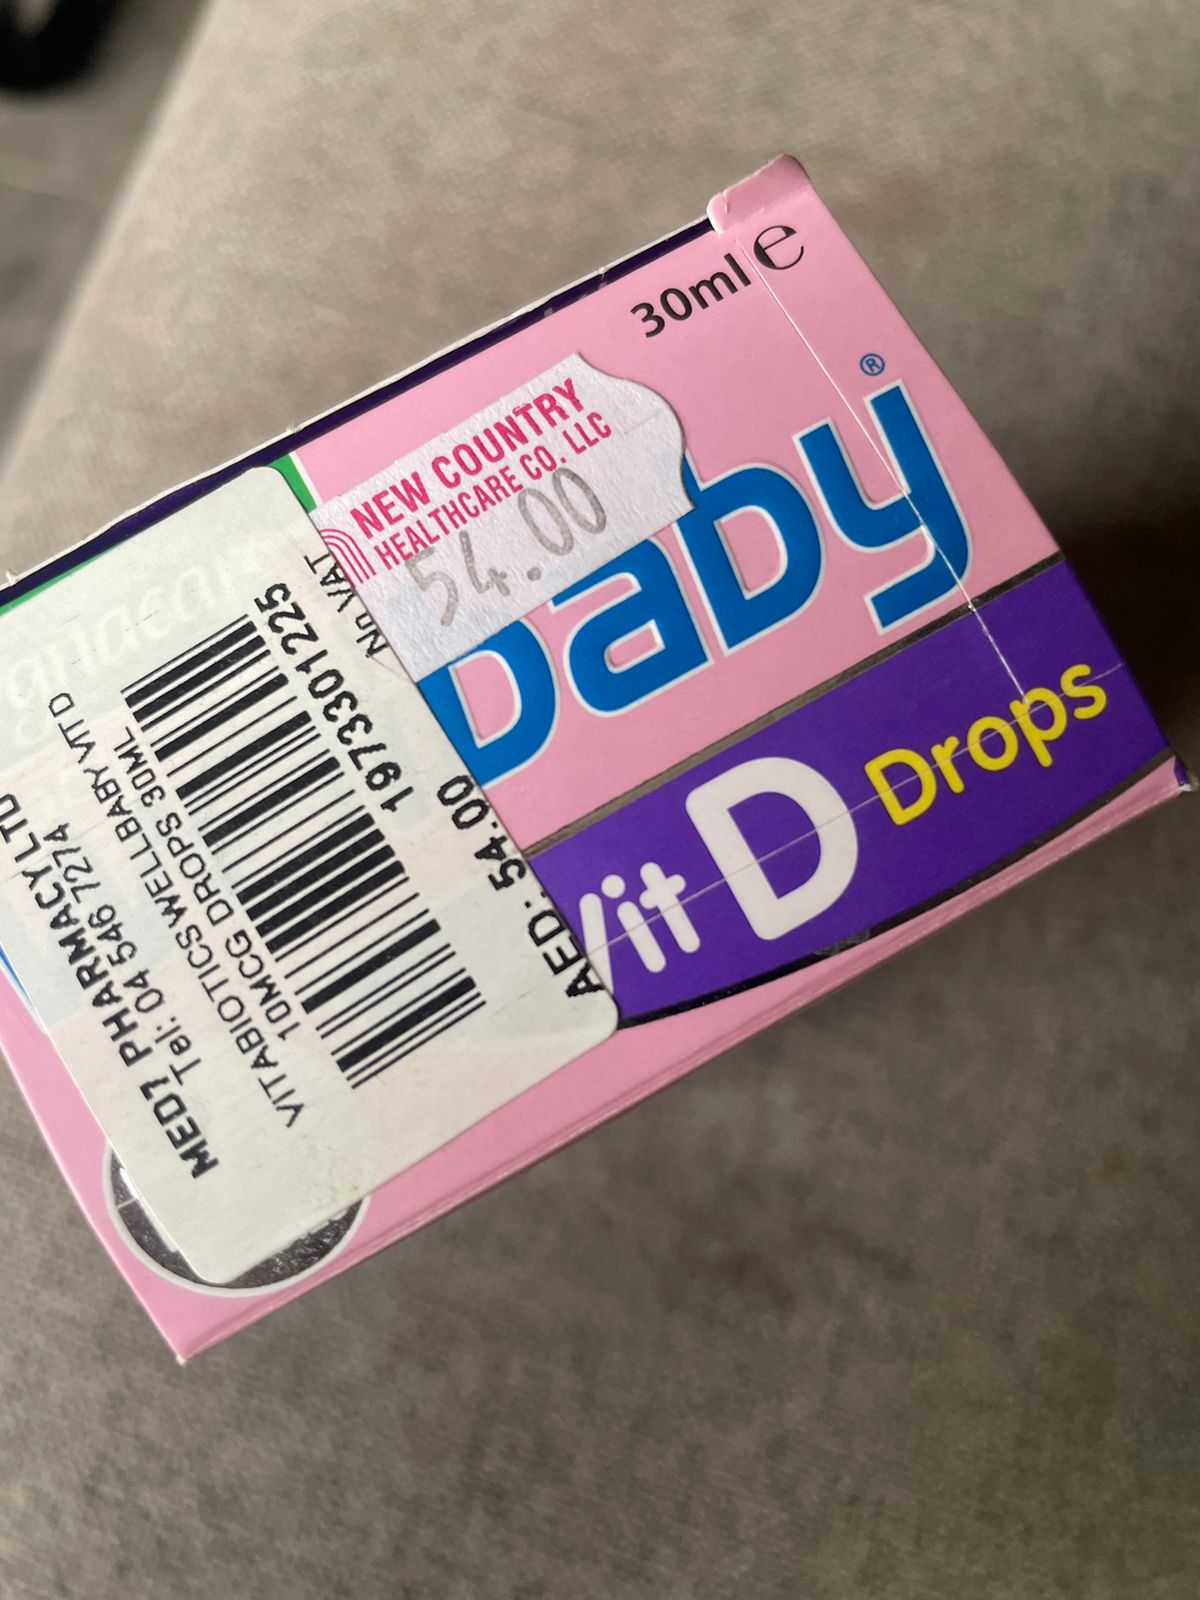 30ml ℮
baby®
Vit D Drops
NEW COUNTRY
HEALTHCARE CO. LLC
54.00
MED7 PHARMACY LTD
Tel: 04 546 7274
VITABIOTICS WELLBABY VIT D
10MCG DROPS 30ML
1973301225
No VAT
AED: 54.00